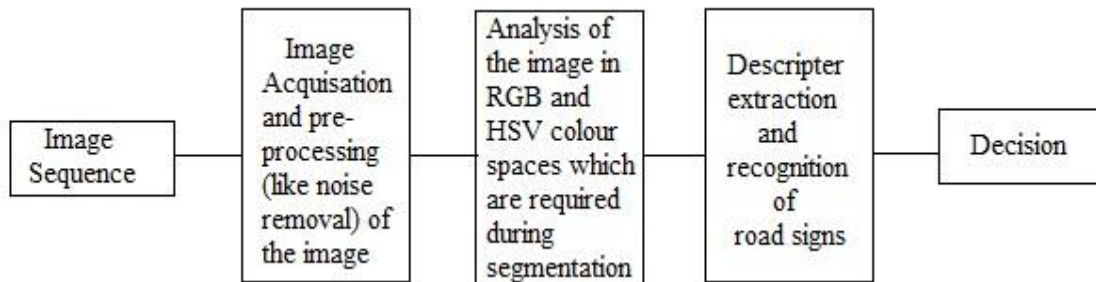 Image
Sequence
Image
Acquisation
and pre-
processing
(like noise
removal) of
the image
Analysis of
the image in
RGB and
HSV colour
spaces which
are required
during
segmentation
Descripter
extraction
and
recognition
of
road signs
Decision